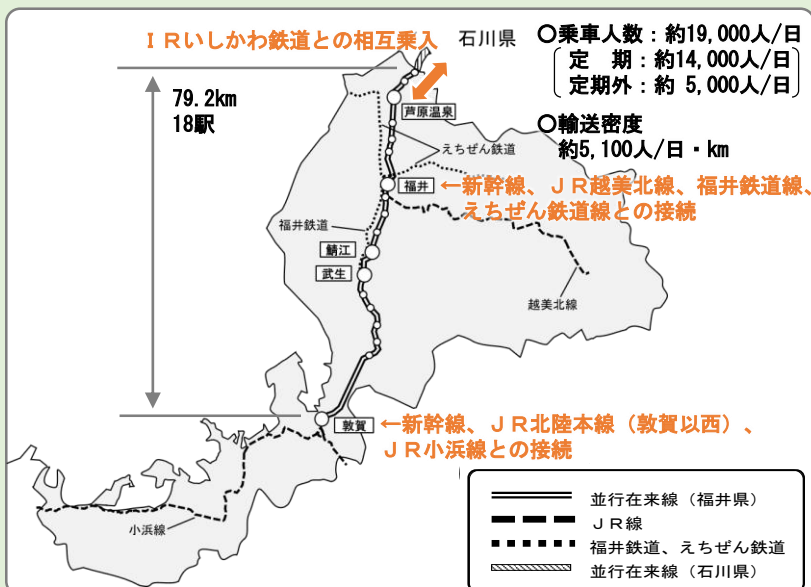 ＩＲいしかわ鉄道との相互乗入
石川県
○乗車人数：約19,000人/日
定　期：約14,000人/日
定期外：約 5,000人/日
79.2km
18駅
芦原温泉
○輸送密度
約5,100人/日・km
えちぜん鉄道
福井
←新幹線、ＪＲ越美北線、福井鉄道線、
えちぜん鉄道線との接続
福井鉄道
鯖江
武生
越美北線
敦賀
←新幹線、ＪＲ北陸本線（敦賀以西）、
ＪＲ小浜線との接続
小浜線
並行在来線（福井県）
ＪＲ線
福井鉄道、えちぜん鉄道
並行在来線（石川県）